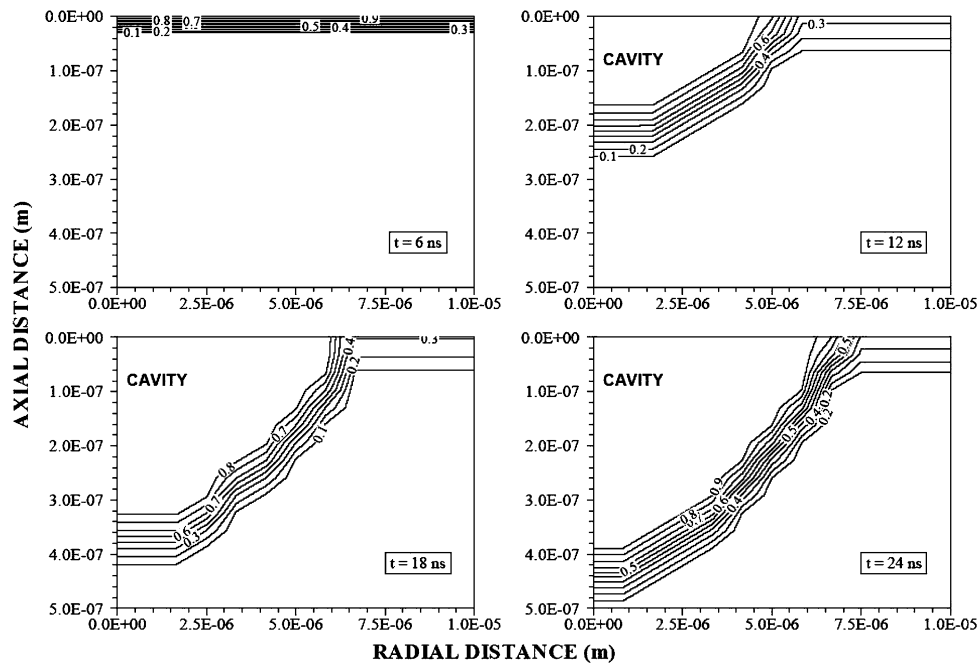 0.0E+00
1.0E-07
2.0E-07
3.0E-07
4.0E-07
5.0E-07
0.8 0.7 0.9
0.1 0.2 0.5 0.4 0.3
t = 6 ns
0.0E+00 2.5E-06 5.0E-06 7.5E-06 1.0E-05
0.0E+00
1.0E-07
2.0E-07
3.0E-07
4.0E-07
5.0E-07
CAVITY
0.6
0.4
0.3
0.2
0.1
t = 12 ns
0.0E+00 2.5E-06 5.0E-06 7.5E-06 1.0E-05
AXIAL DISTANCE (m)
0.0E+00
1.0E-07
2.0E-07
3.0E-07
4.0E-07
5.0E-07
CAVITY
0.4
0.3
0.2
0.7
0.1
0.8
0.7
0.6
0.3
t = 18 ns
0.0E+00 2.5E-06 5.0E-06 7.5E-06 1.0E-05
0.0E+00
1.0E-07
2.0E-07
3.0E-07
4.0E-07
5.0E-07
CAVITY
0.5
0.2
0.4
0.2
0.5
0.9
0.6
0.4
0.8
0.7
0.5
t = 24 ns
0.0E+00 2.5E-06 5.0E-06 7.5E-06 1.0E-05
RADIAL DISTANCE (m)